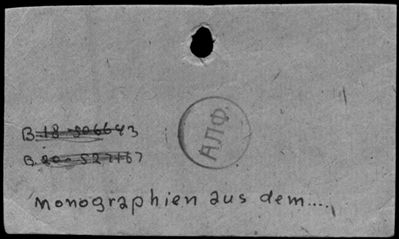 В 18-306643
АЛФ.
В 20-527167
Monographien aus dem....